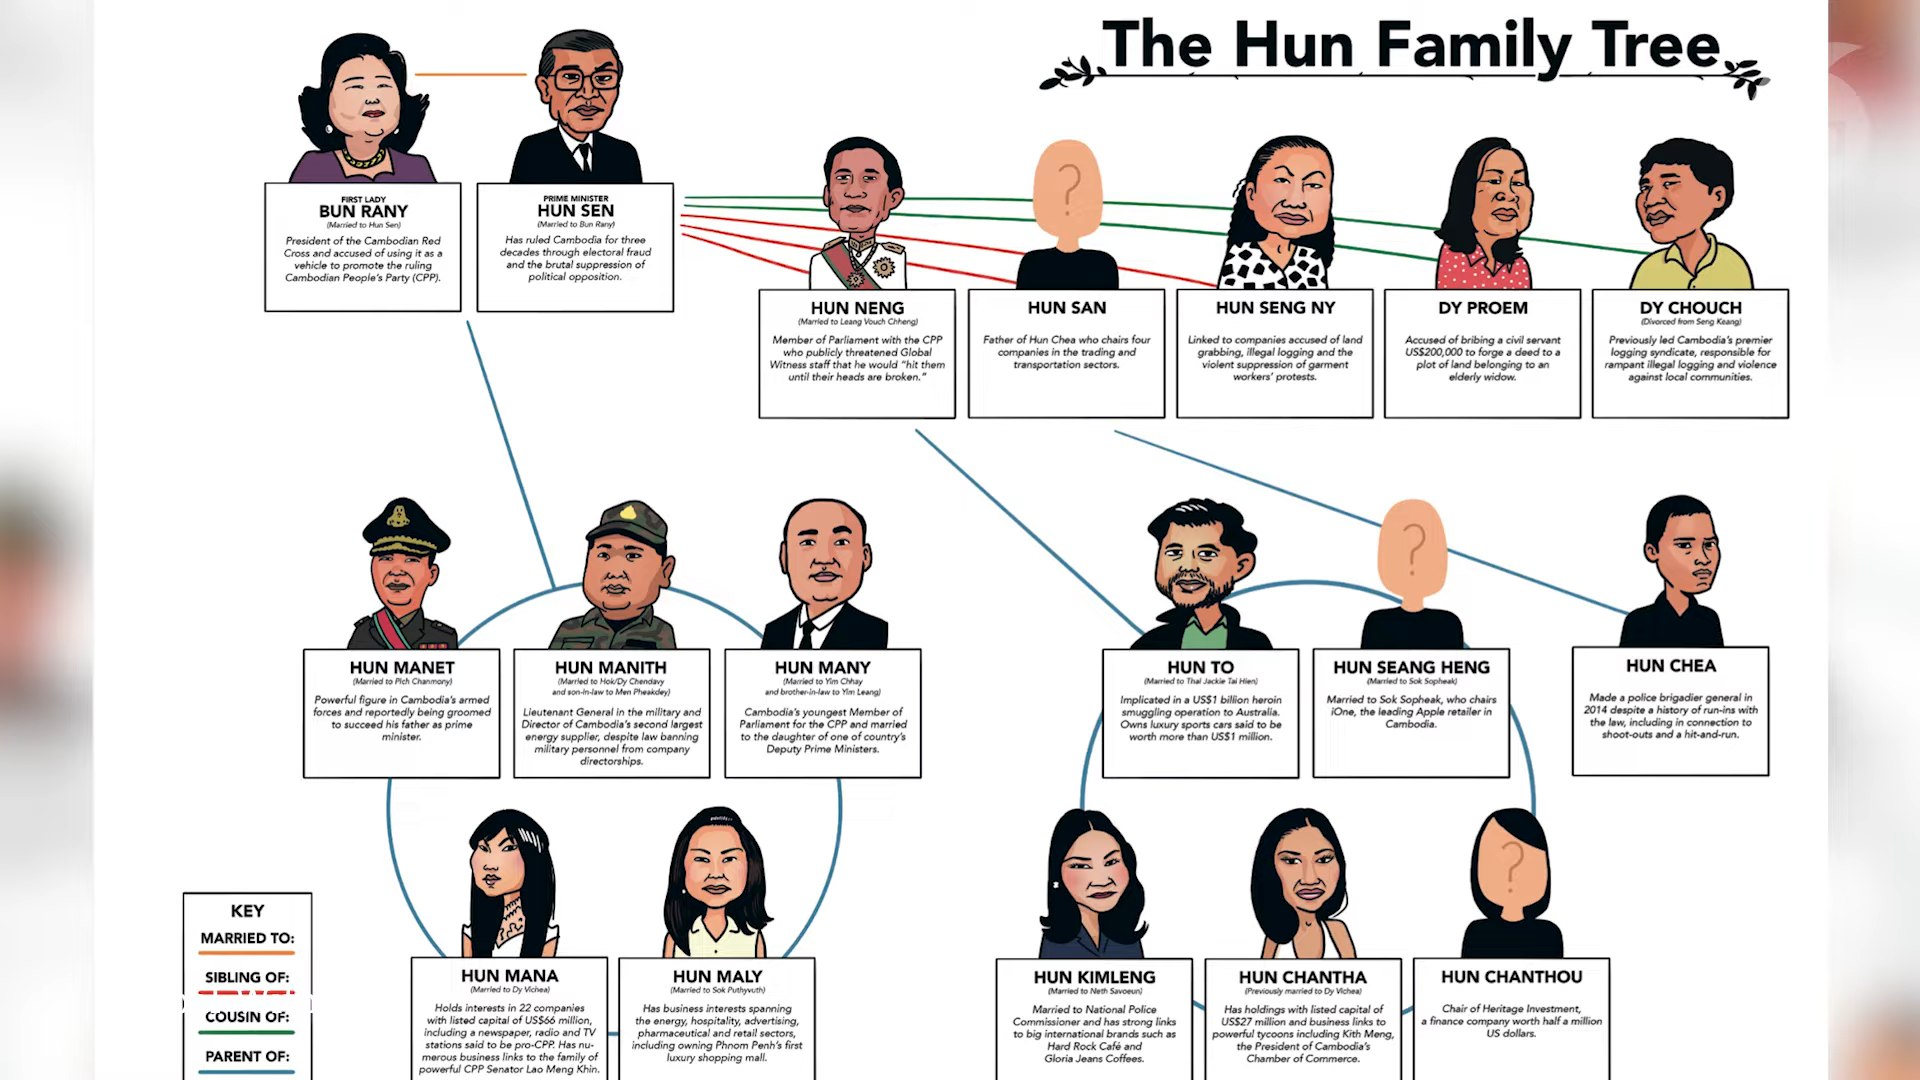 The Hun Family Tree
FIRST LADY
BUN RANY
(Married to Hun Sen)
President of the Cambodian Red
Cross and accused of using it as a
vehicle to promote the ruling
Cambodian People's Party (CPP).
PRIME MINISTER
HUN SEN
(Married to Bun Rany)
Has ruled Cambodia for three
decades through electoral fraud
and the brutal suppression of
political opposition.
HUN NENG
(Married to Leang Vouch Chheng)
Member of Parliament with the CPP
who publicly threatened Global
Witness staff that he would "hit them
until their heads are broken."
?
HUN SAN
Father of Hun Chea who chairs four
companies in the trading and
transportation sectors.
HUN SENG NY
Linked to companies accused of land
grabbing, illegal logging and the
violent suppression of garment
workers' protests.
DY PROEM
Accused of bribing a civil servant
US$200,000 to forge a deed to a
plot of land belonging to an
elderly widow.
DY CHOUCH
(Divorced from Seng Keang)
Previously led Cambodia's premier
logging syndicate, responsible for
rampant illegal logging and violence
against local communities.
HUN MANET
(Married to Pich Chanmony)
Powerful figure in Cambodia's armed
forces and reportedly being groomed
to succeed his father as prime
minister.
HUN MANITH
(Married to Hok/Dy Chendavy
and son-in-law to Men Pheakdey)
Lieutenant General in the military and
Director of Cambodia's second largest
energy supplier, despite law banning
military personnel from company
directorships.
HUN MANY
(Married to Yim Chhay
and brother-in-law to Yim Leang)
Cambodia's youngest Member of
Parliament for the CPP and married
to the daughter of one of country's
Deputy Prime Ministers.
HUN TO
(Married to Thai Jackie Tai Hien)
Implicated in a US$1 billion heroin
smuggling operation to Australia.
Owns luxury sports cars said to be
worth more than US$1 million.
?
HUN SEANG HENG
(Married to Sok Sopheak)
Married to Sok Sopheak, who chairs
iOne, the leading Apple retailer in
Cambodia.
HUN CHEA
Made a police brigadier general in
2014 despite a history of run-ins with
the law, including in connection to
shoot-outs and a hit-and-run.
HUN MANA
(Married to Dy Vichea)
Holds interests in 22 companies
with listed capital of US$66 million,
including a newspaper, radio and TV
stations said to be pro-CPP. Has nu-
merous business links to the family of
powerful CPP Senator Lao Meng Khin.
HUN MALY
(Married to Sok Puthyvuth)
Has business interests spanning
the energy, hospitality, advertising,
pharmaceutical and retail sectors,
including owning Phnom Penh's first
luxury shopping mall.
HUN KIMLENG
(Married to Neth Savoeun)
Married to National Police
Commissioner and has strong links
to big international brands such as
Hard Rock Café and
Gloria Jeans Coffees.
HUN CHANTHA
(Previously married to Dy Vichea)
Has holdings with listed capital of
US$27 million and business links to
powerful tycoons including Kith Meng,
the President of Cambodia's
Chamber of Commerce.
?
HUN CHANTHOU
Chair of Heritage Investment,
a finance company worth half a million
US dollars.
KEY
MARRIED TO:
SIBLING OF:
COUSIN OF:
PARENT OF: